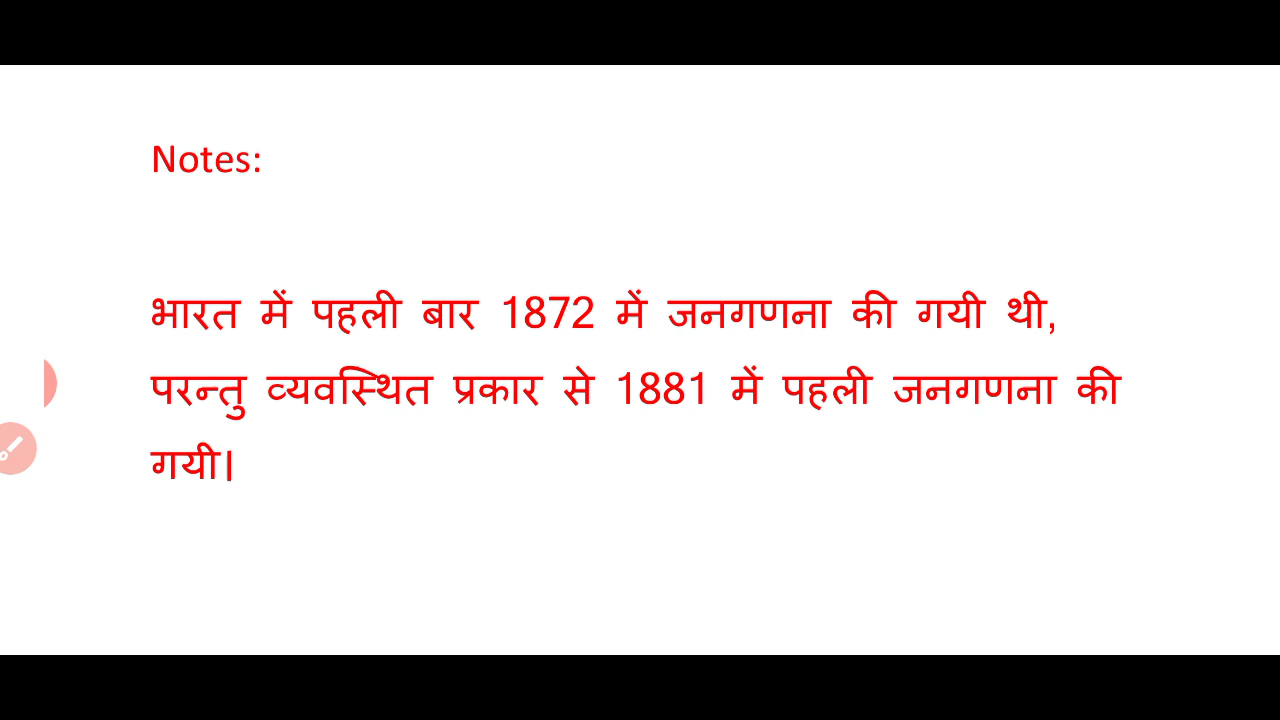 Notes:
भारत में पहली बार 1872 में जनगणना की गयी थी,
परन्तु व्यवस्थित प्रकार से 1881 में पहली जनगणना की
गयी।